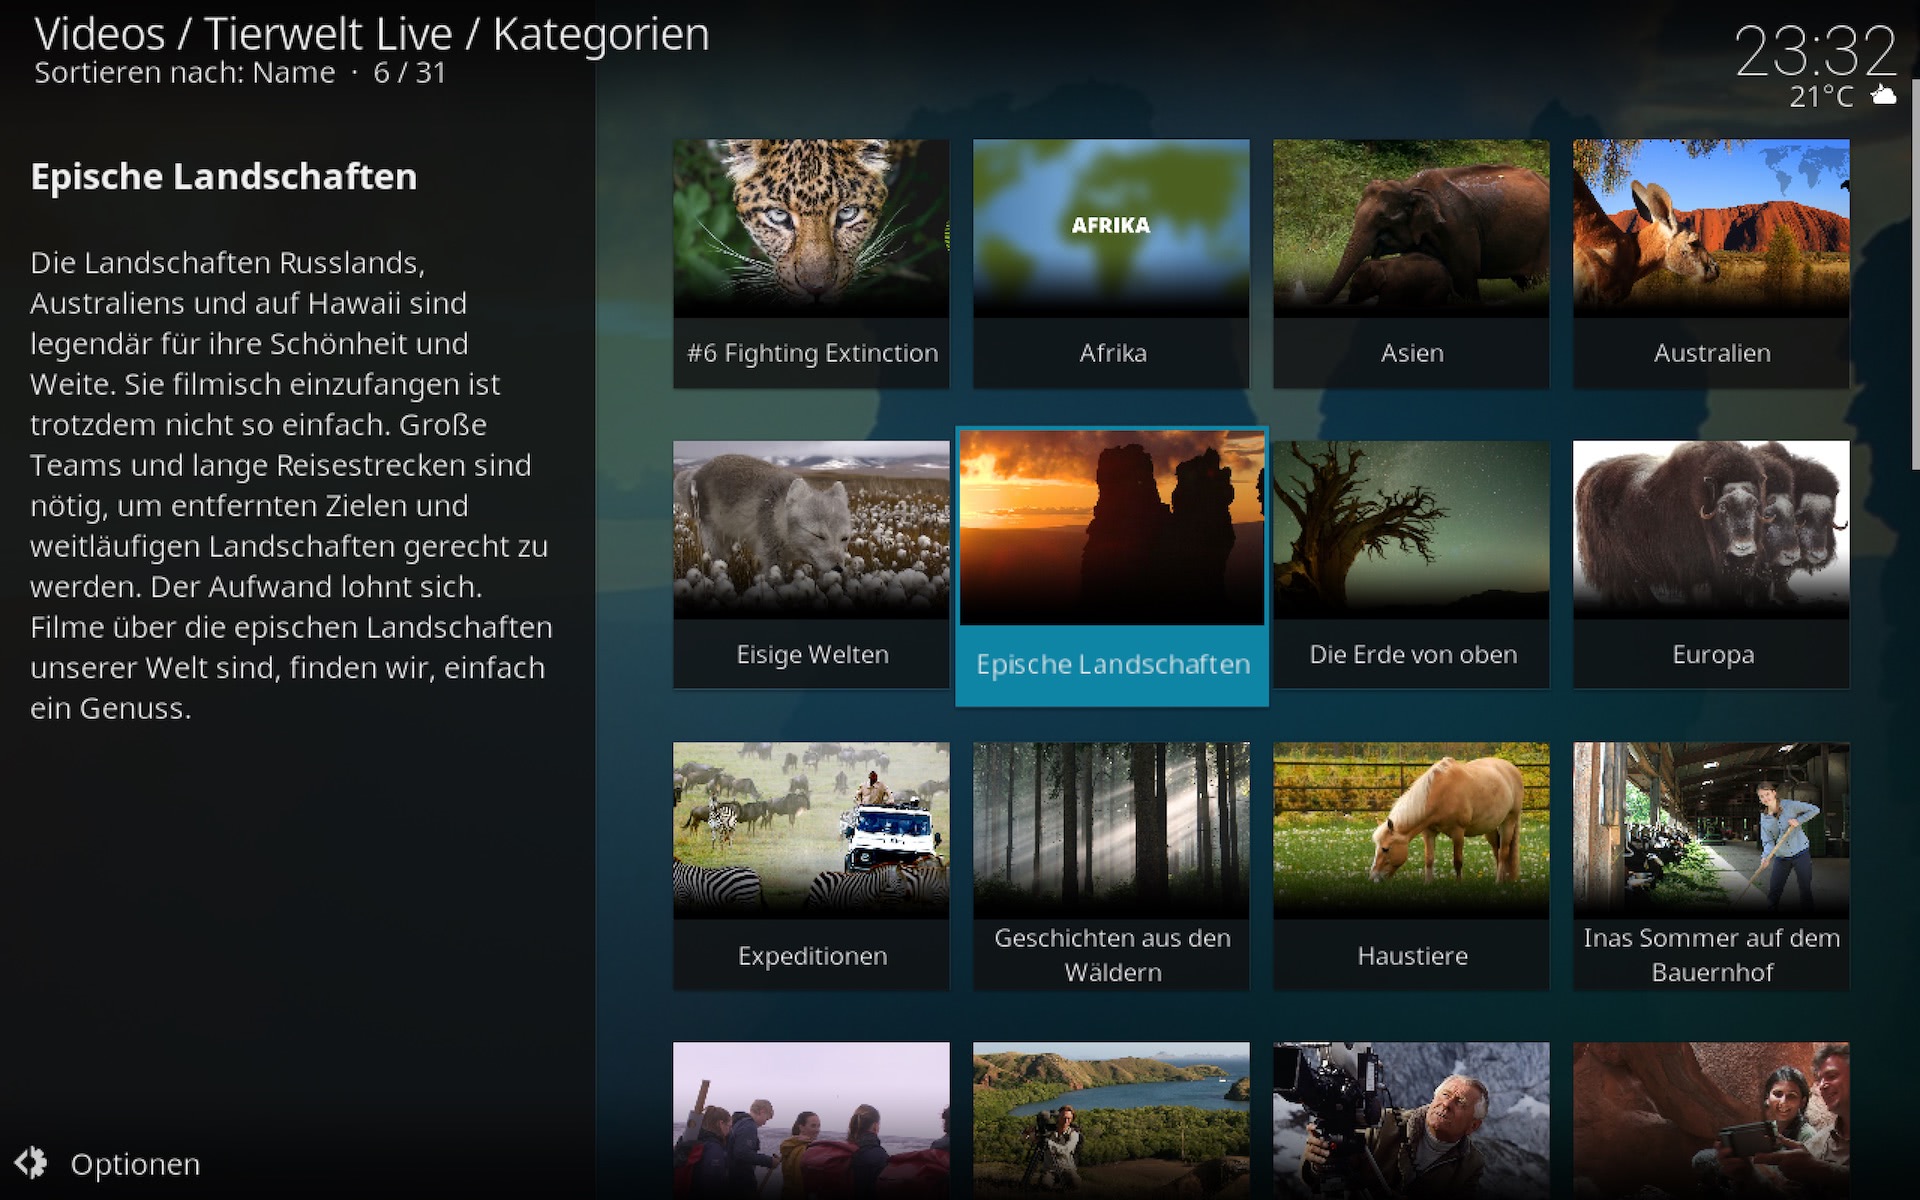 Videos / Tierwelt Live / Kategorien
Sortieren nach: Name · 6 / 31
23:32
21°C
Epische Landschaften
Die Landschaften Russlands,
Australiens und auf Hawaii sind
legendär für ihre Schönheit und
Weite. Sie filmisch einzufangen ist
trotzdem nicht so einfach. Große
Teams und lange Reisestrecken sind
nötig, um entfernten Zielen und
weitläufigen Landschaften gerecht zu
werden. Der Aufwand lohnt sich.
Filme über die epischen Landschaften
unserer Welt sind, finden wir, einfach
ein Genuss.
AFRIKA
#6 Fighting Extinction
Afrika
Asien
Australien
Eisige Welten
Epische Landschaften
Die Erde von oben
Europa
Expeditionen
Geschichten aus den
Wäldern
Haustiere
Inas Sommer auf dem
Bauernhof
Optionen